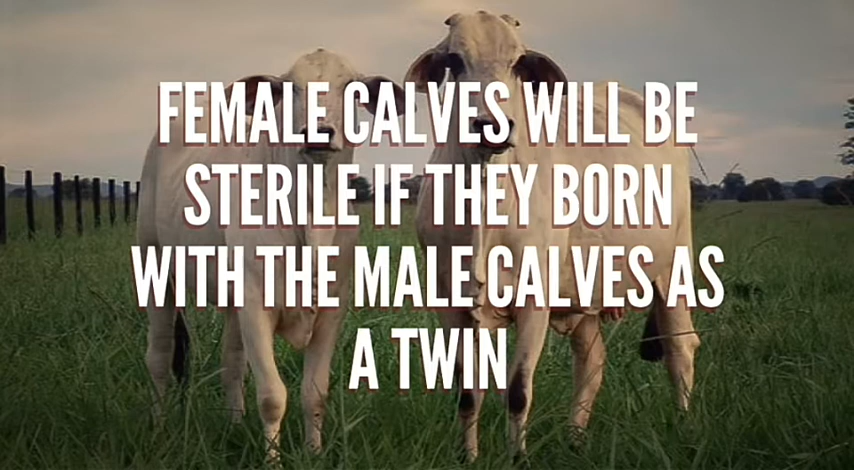 FEMALE CALVES WILL BE
STERILE IF THEY BORN
WITH THE MALE CALVES AS
A TWIN